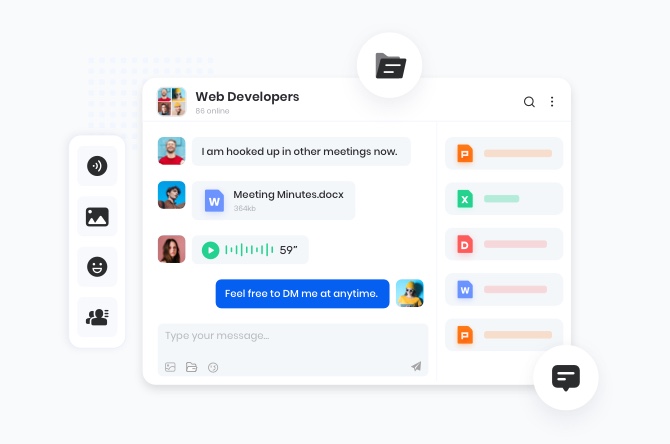 Web Developers
86 online
I am hooked up in other meetings now.
W
Meeting Minutes.docx
364kb
59″
Feel free to DM me at anytime.
Type your message...
P
X
D
W
P